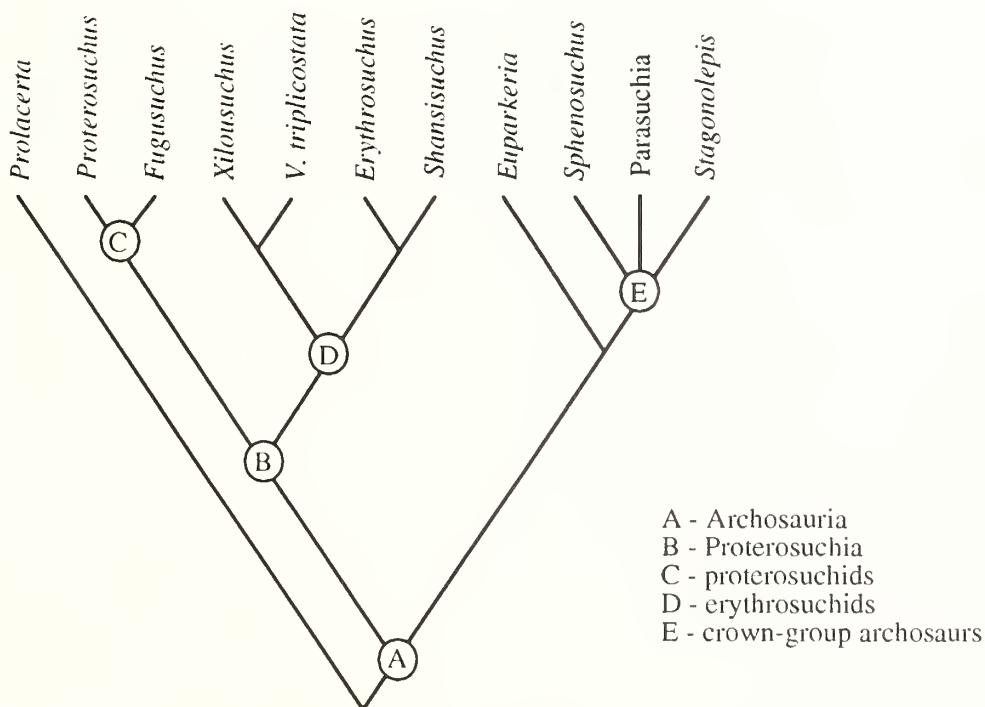 Prolacerta
Proterosuchus
Fugusuchus
Xilousuchus
V. triplicostata
Erythrosuchus
Shansisuchus
Euparkeria
Sphenosuchus
Parasuchia
Stagonolepis
C
E
D
B
A
A - Archosauria
B - Proterosuchia
C - proterosuchids
D - erythrosuchids
E - crown-group archosaurs